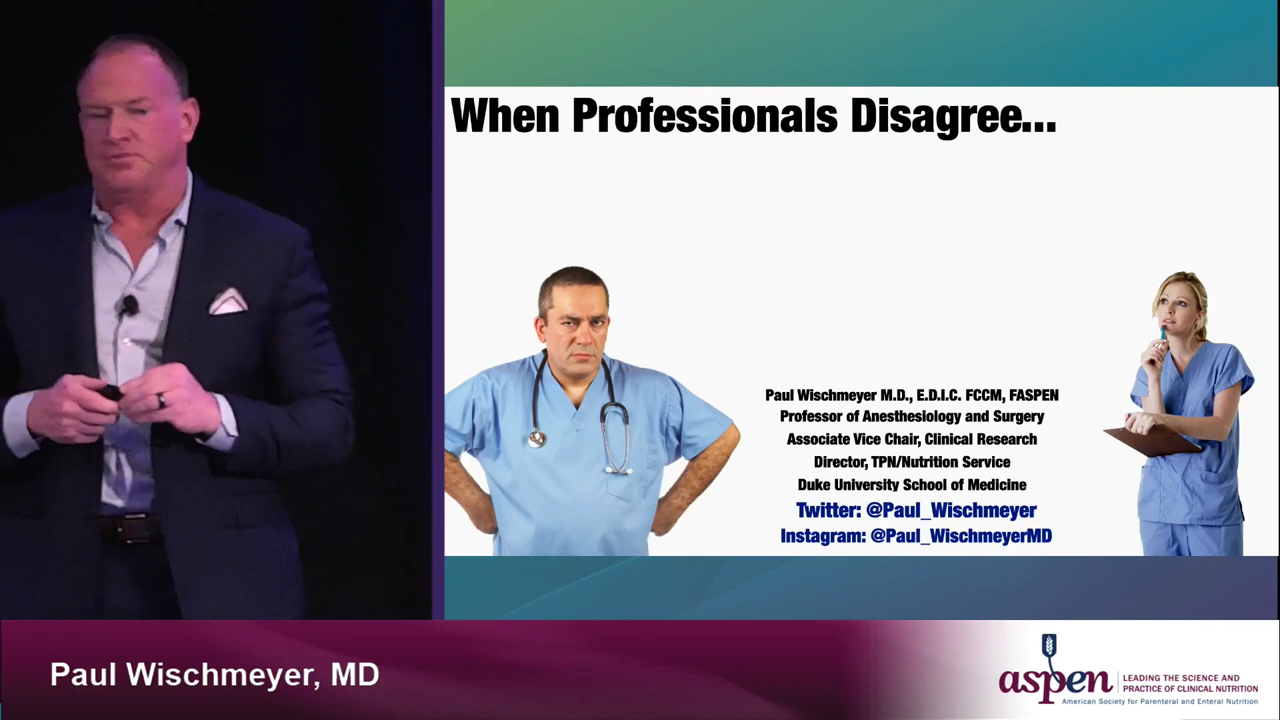 When Professionals Disagree...
Paul Wischmeyer M.D., E.D.I.C. FCCM, FASPEN
Professor of Anesthesiology and Surgery
Associate Vice Chair, Clinical Research
Director, TPN/Nutrition Service
Duke University School of Medicine
Twitter: @Paul_Wischmeyer
Instagram: @Paul_WischmeyerMD
Paul Wischmeyer, MD
aspen
LEADING THE SCIENCE AND
PRACTICE OF CLINICAL NUTRITION
American Society for Parenteral and Enteral Nutrition